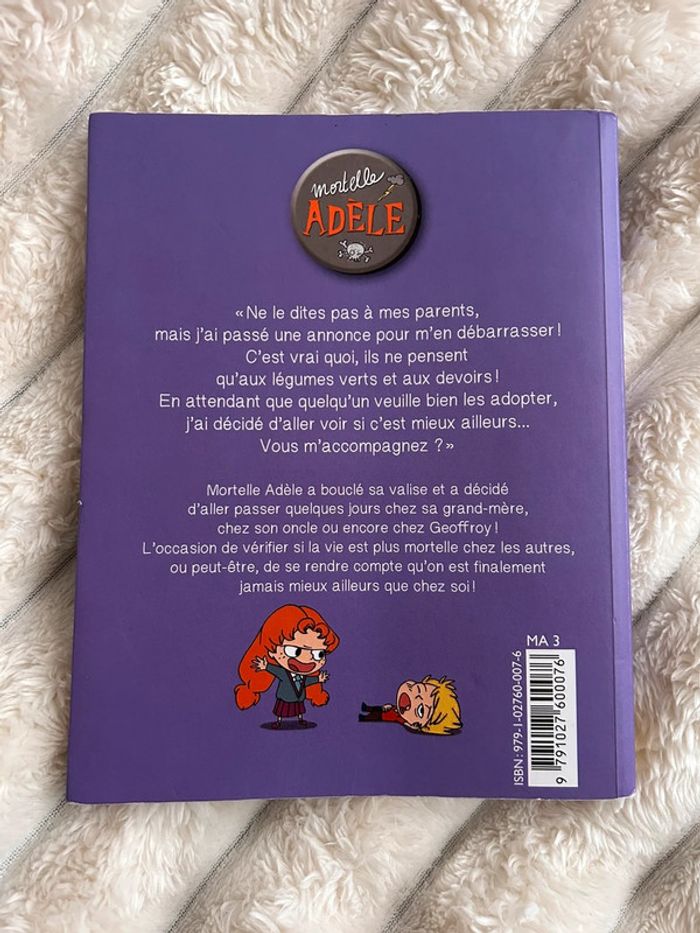 mortelle
ADÈLE
« Ne le dites pas à mes parents,
mais j'ai passé une annonce pour m'en débarrasser !
C'est vrai quoi, ils ne pensent
qu'aux légumes verts et aux devoirs !
En attendant que quelqu'un veuille bien les adopter,
j'ai décidé d'aller voir si c'est mieux ailleurs...
Vous m'accompagnez ? »
Mortelle Adèle a bouclé sa valise et a décidé
d'aller passer quelques jours chez sa grand-mère,
chez son oncle ou encore chez Geoffroy !
L'occasion de vérifier si la vie est plus mortelle chez les autres,
ou peut-être, de se rendre compte qu'on est finalement
jamais mieux ailleurs que chez soi !
MA 3
ISBN : 979-1-02760-007-6
9 791027 600076